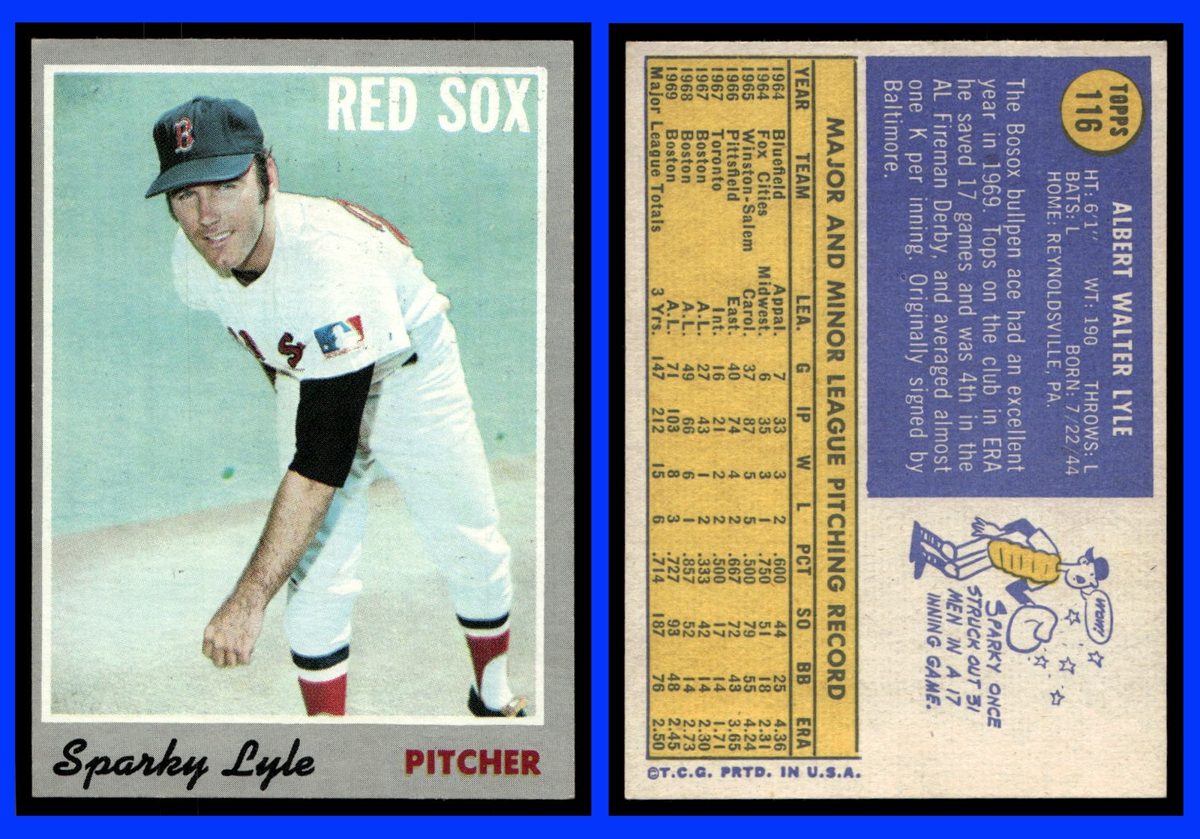 RED SOX
B
Sparky Lyle
PITCHER
TOPPS
116
ALBERT WALTER LYLE
HT: 6'1" WT: 190 THROWS: L
BATS: L BORN: 7/22/44
HOME: REYNOLDSVILLE, PA.
The Bosox bullpen ace had an excellent
year in 1969. Tops on the club in ERA
he saved 17 games and was 4th in the
AL Fireman Derby, and averaged almost
one K per inning. Originally signed by
Baltimore.
WOW!
SPARKY ONCE
STRUCK OUT 31
MEN IN A 17
INNING GAME.
MAJOR AND MINOR LEAGUE PITCHING RECORD
YEAR TEAM LEA. G IP W L PCT SO BB ERA
1964 Bluefield Appal. 7 33 3 2 .600 44 25 4.36
1964 Fox Cities Midwest. 6 35 3 1 .750 51 18 2.31
1965 Winston-Salem Carol. 37 87 5 5 .500 79 55 4.24
1966 Pittsfield East. 40 74 4 2 .667 72 43 3.65
1967 Toronto Int. 16 21 2 2 .500 17 14 1.71
1967 Boston A.L. 27 43 1 2 .333 42 14 2.30
1968 Boston A.L. 49 66 6 1 .857 52 14 2.73
1969 Boston A.L. 71 103 8 3 .727 93 48 2.45
Major League Totals 3 Yrs. 147 212 15 6 .714 187 76 2.50
©T.C.G. PRTD. IN U.S.A.